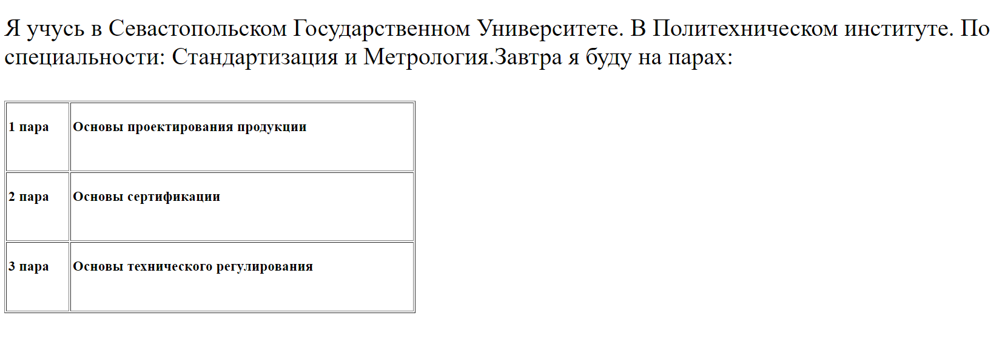 Я учусь в Севастопольском Государственном Университете. В Политехническом институте. По
специальности: Стандартизация и Метрология.Завтра я буду на парах:
1 пара Основы проектирования продукции
2 пара Основы сертификации
3 пара Основы технического регулирования